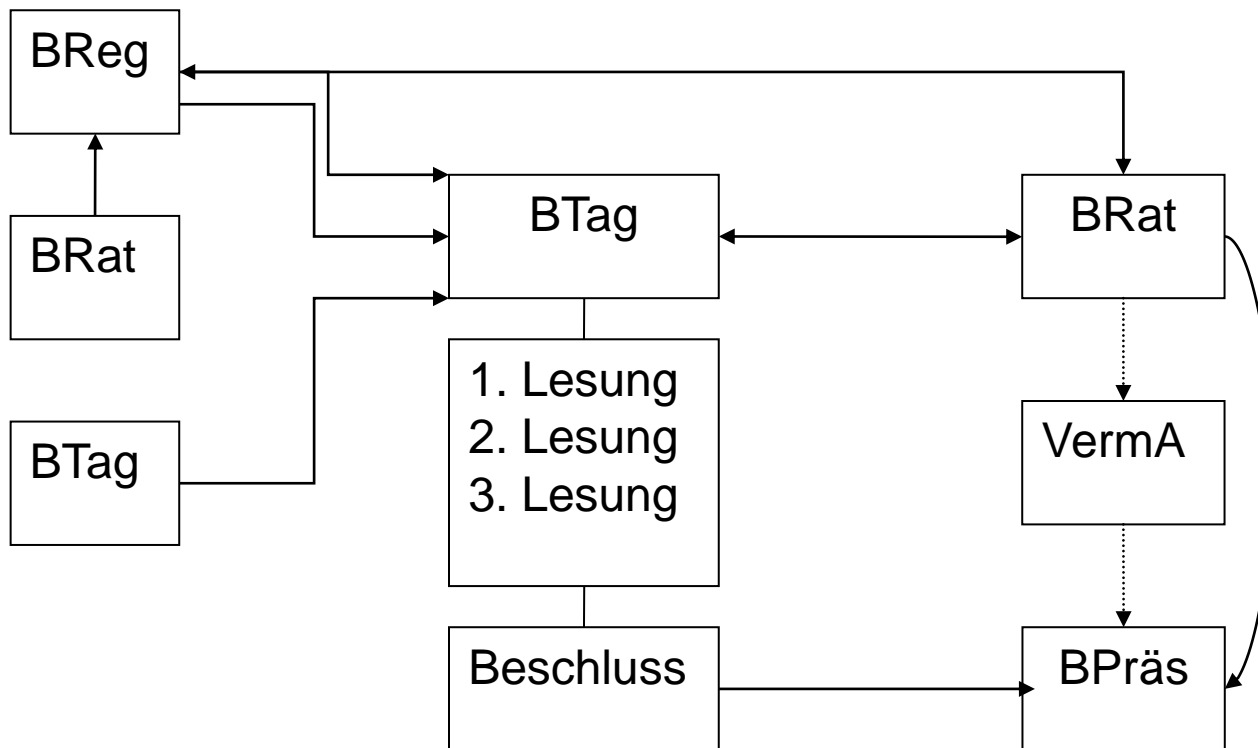 BReg
BRat
BTag
BTag
BRat
1. Lesung
2. Lesung
3. Lesung
VermA
Beschluss
BPräs